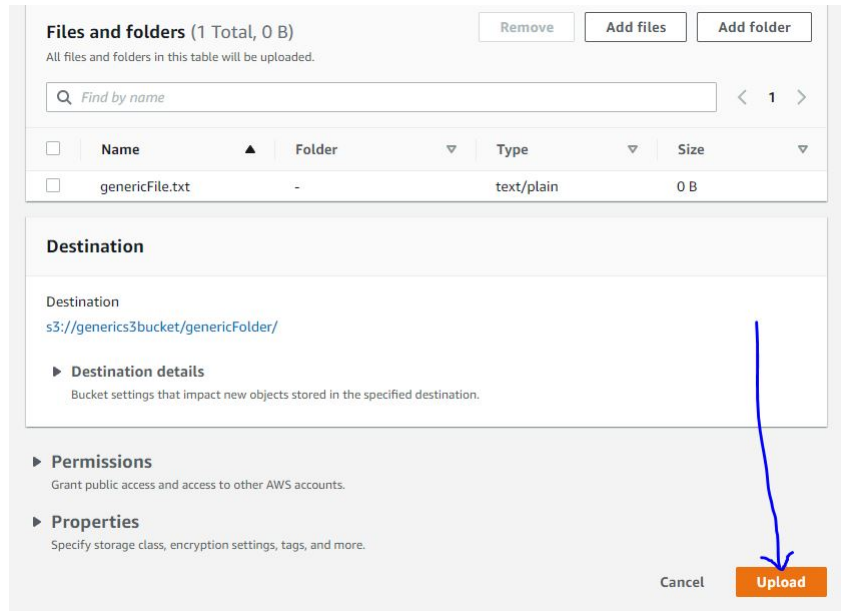 Files and folders (1 Total, 0 B)
Remove
Add files
Add folder
All files and folders in this table will be uploaded.
Find by name
1
Name Folder Type Size
genericFile.txt - text/plain 0 B
Destination
Destination
s3://generics3bucket/genericFolder/
Destination details
Bucket settings that impact new objects stored in the specified destination.
Permissions
Grant public access and access to other AWS accounts.
Properties
Specify storage class, encryption settings, tags, and more.
Cancel
Upload